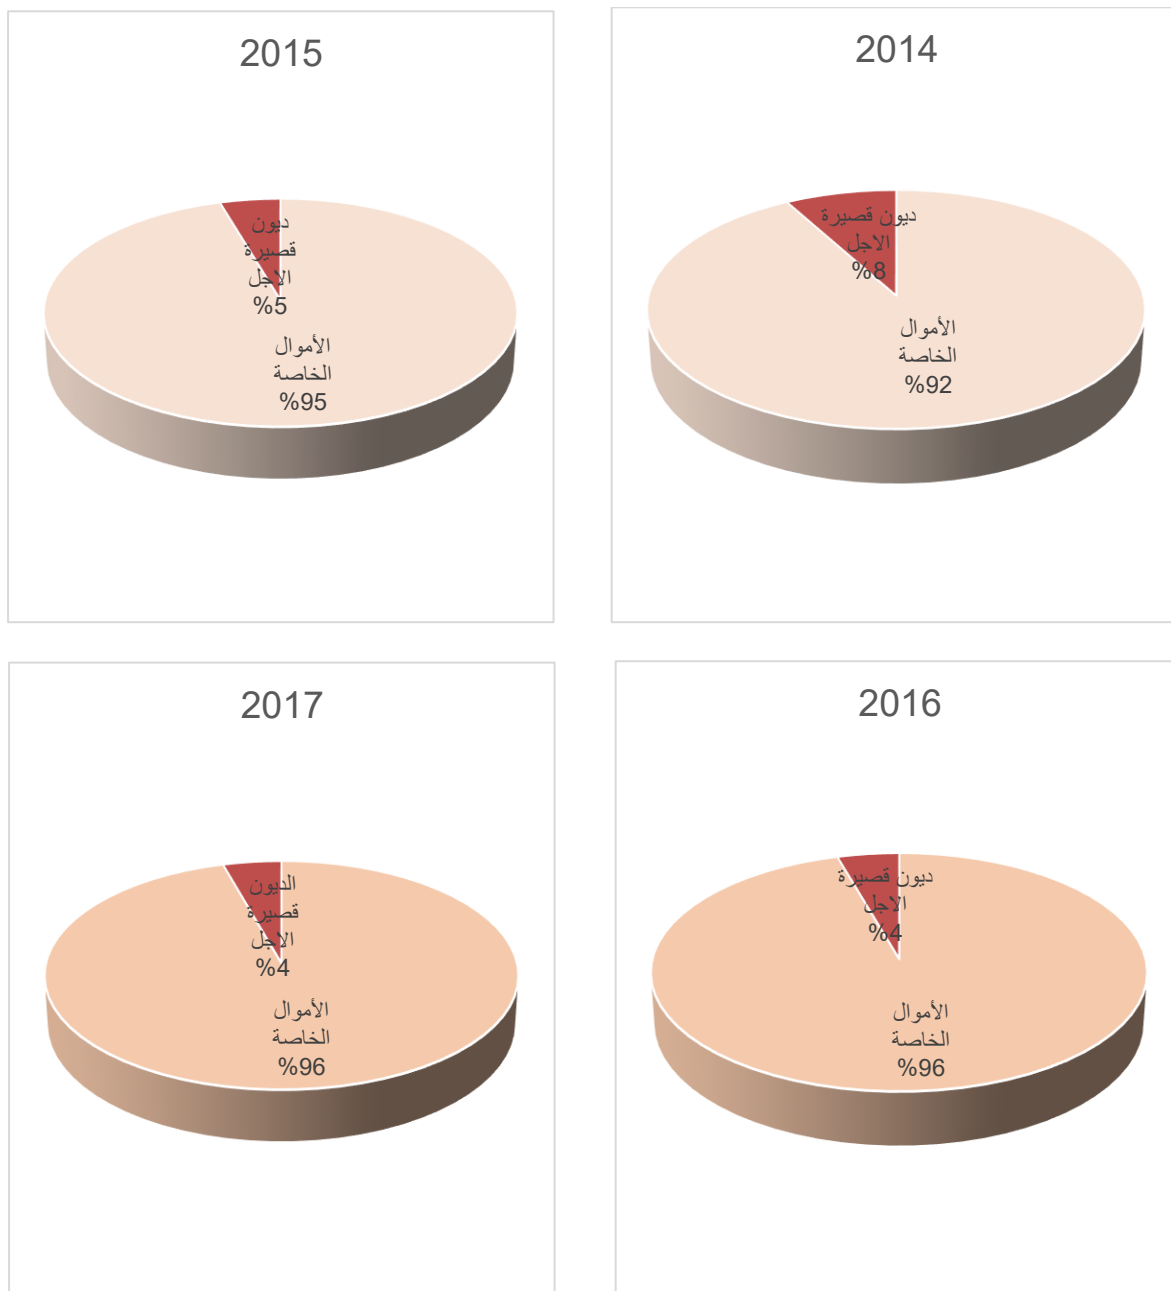 2014
ديون قصيرة
الاجل
%8
الأموال
الخاصة
%92
2015
ديون
قصيرة
الاجل
%5
الأموال
الخاصة
%95
2016
ديون قصيرة
الاجل
%4
الأموال
الخاصة
%96
2017
الديون
قصيرة
الاجل
%4
الأموال
الخاصة
%96